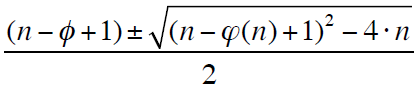 (n − ϕ + 1) ± √(n − φ(n) + 1)² − 4 · n
2